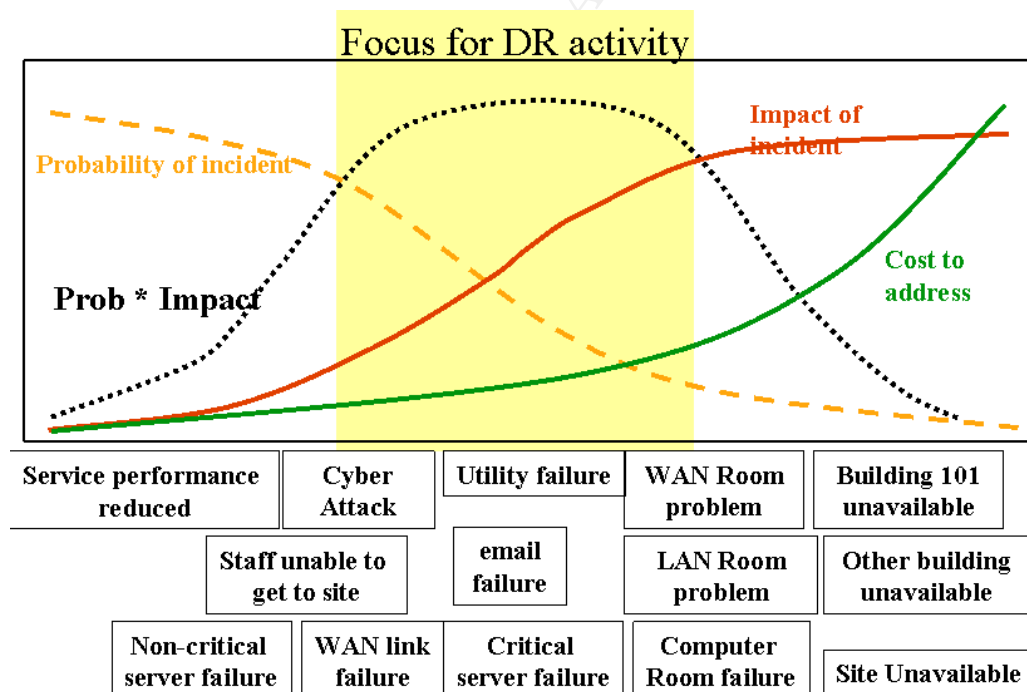 Focus for DR activity
Impact of
incident
Probability of incident
Cost to
address
Prob * Impact
Service performance
reduced
Cyber
Attack
Utility failure
WAN Room
problem
Building 101
unavailable
Staff unable to
get to site
email
failure
LAN Room
problem
Other building
unavailable
Non-critical
server failure
WAN link
failure
Critical
server failure
Computer
Room failure
Site Unavailable